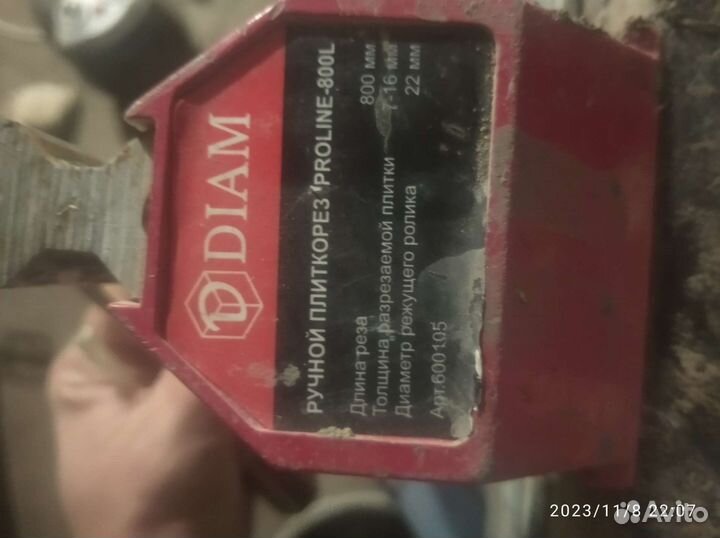 DIAM
РУЧНОЙ ПЛИТКОРЕЗ 'PROLINE-800L
Длина реза 800 мм
Толщина разрезаемой плитки -16 мм
Диаметр режущего ролика 22 мм
Арт.600105
2023/11/8 22:07
Avito